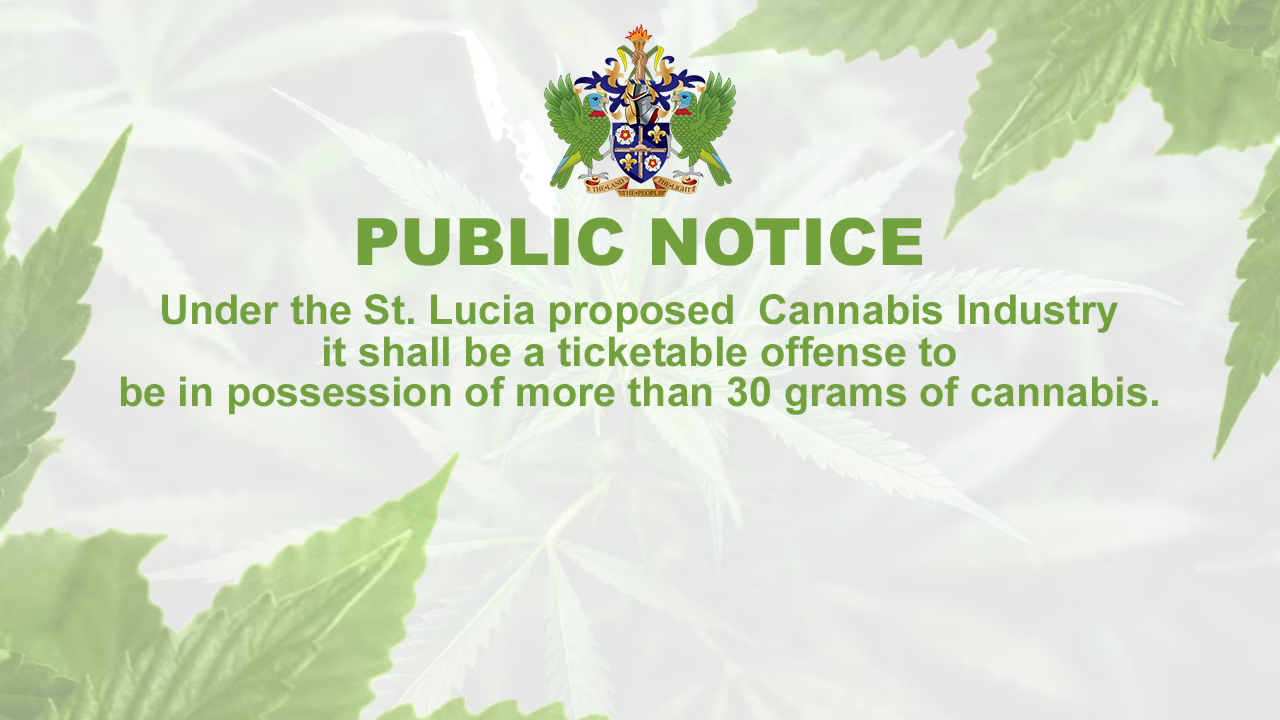 THE·LAND THE·PEOPLE THE·LIGHT
PUBLIC NOTICE
Under the St. Lucia proposed  Cannabis Industry
it shall be a ticketable offense to
be in possession of more than 30 grams of cannabis.